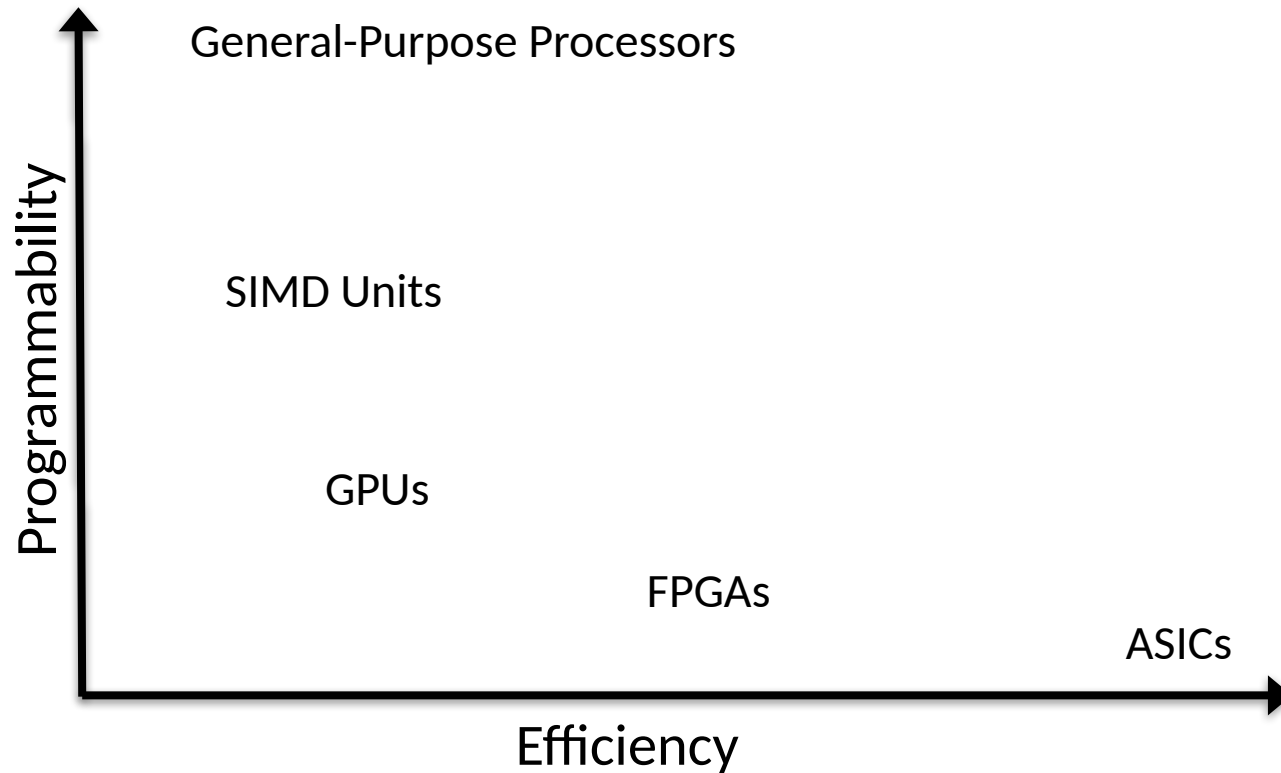 General-Purpose Processors
Programmability
SIMD Units
GPUs
FPGAs
ASICs
Efficiency